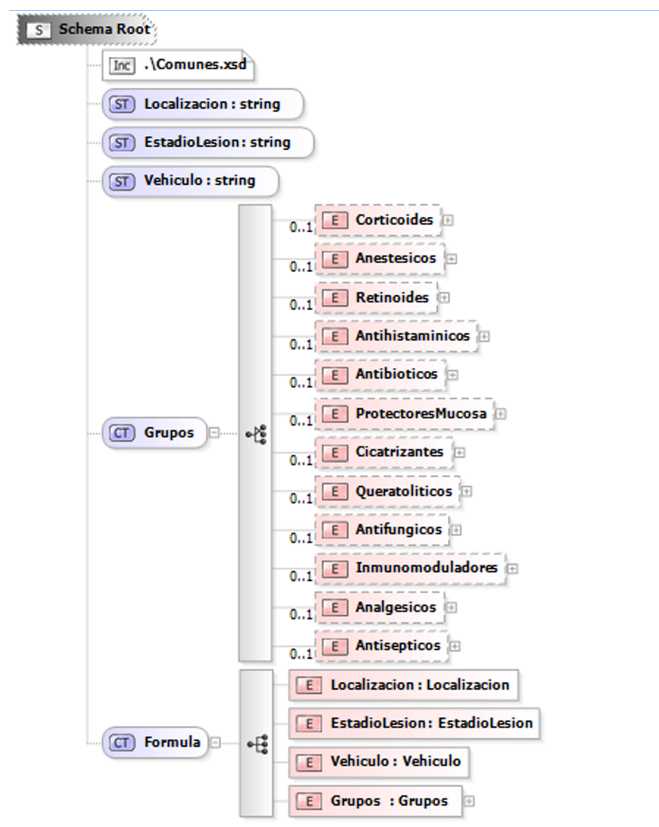 S Schema Root
Inc .\Comunes.xsd
ST Localizacion : string
ST EstadioLesion : string
ST Vehiculo : string
E Corticoides
0..1
E Anestesicos
0..1
E Retinoides
0..1
E Antihistaminicos
0..1
E Antibioticos
0..1
E ProtectoresMucosa
0..1
CT Grupos
E Cicatrizantes
0..1
E Queratoliticos
0..1
E Antifungicos
0..1
E Inmunomoduladores
0..1
E Analgesicos
0..1
E Antisepticos
0..1
E Localizacion : Localizacion
E EstadioLesion : EstadioLesion
CT Formula
E Vehiculo : Vehiculo
E Grupos : Grupos